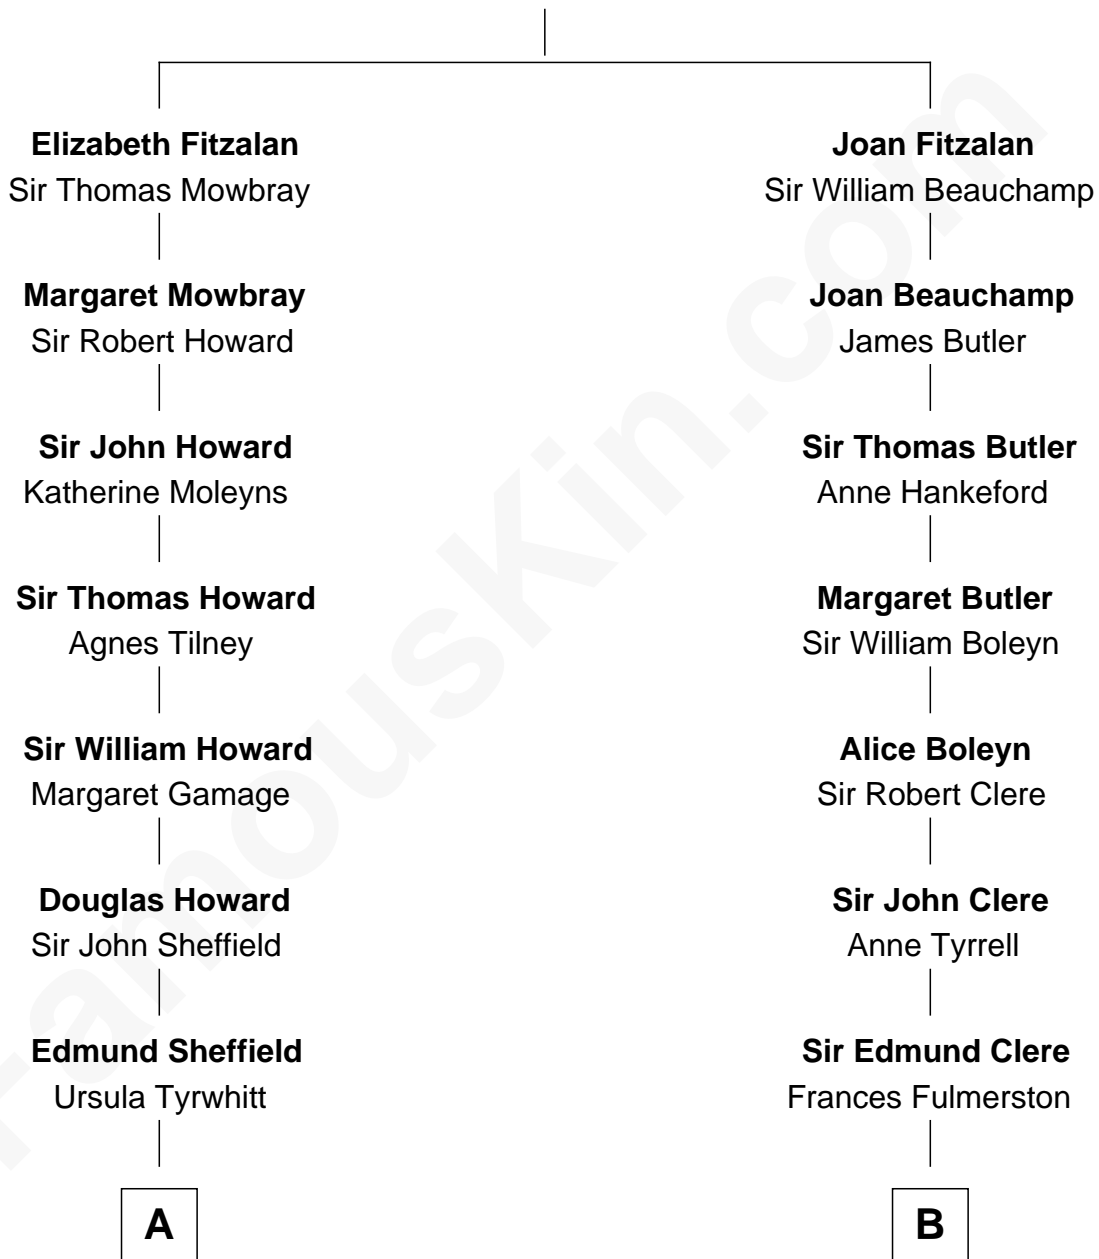 Elizabeth Fitzalan
Sir Thomas Mowbray
Margaret Mowbray
Sir Robert Howard
Sir John Howard
Katherine Moleyns
Sir Thomas Howard
Agnes Tilney
Sir William Howard
Margaret Gamage
Douglas Howard
Sir John Sheffield
Edmund Sheffield
Ursula Tyrwhitt
A
Joan Fitzalan
Sir William Beauchamp
Joan Beauchamp
James Butler
Sir Thomas Butler
Anne Hankeford
Margaret Butler
Sir William Boleyn
Alice Boleyn
Sir Robert Clere
Sir John Clere
Anne Tyrrell
Sir Edmund Clere
Frances Fulmerston
B
FamousKin.com